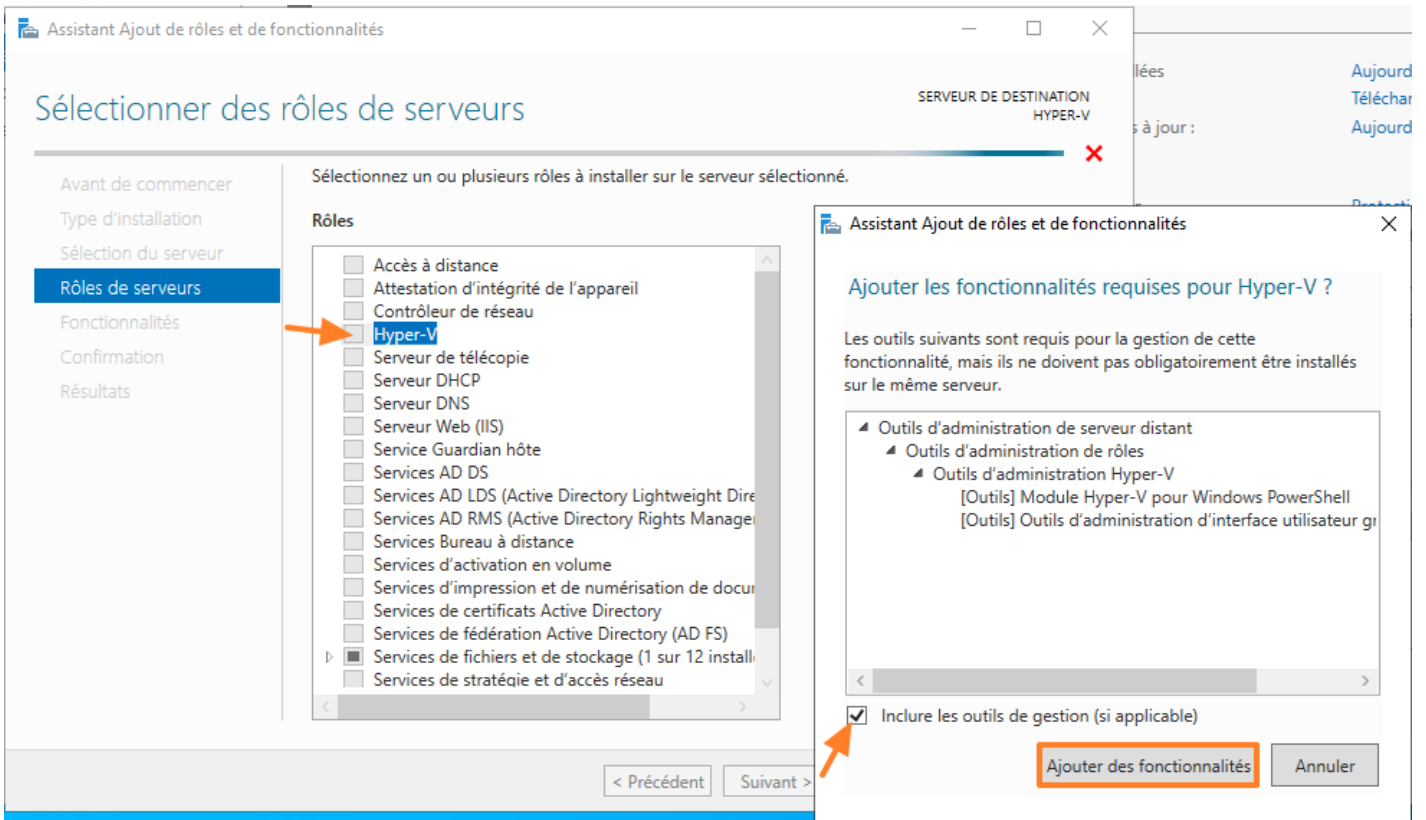 Assistant Ajout de rôles et de fonctionnalités
Sélectionner des rôles de serveurs
SERVEUR DE DESTINATION
HYPER-V
Avant de commencer
Type d'installation
Sélection du serveur
Rôles de serveurs
Fonctionnalités
Confirmation
Résultats
Sélectionnez un ou plusieurs rôles à installer sur le serveur sélectionné.
Rôles
Accès à distance
Attestation d'intégrité de l'appareil
Contrôleur de réseau
Hyper-V
Serveur de télécopie
Serveur DHCP
Serveur DNS
Serveur Web (IIS)
Service Guardian hôte
Services AD DS
Services AD LDS (Active Directory Lightweight Dire
Services AD RMS (Active Directory Rights Manage
Services Bureau à distance
Services d'activation en volume
Services d'impression et de numérisation de docu
Services de certificats Active Directory
Services de fédération Active Directory (AD FS)
Services de fichiers et de stockage (1 sur 12 install
Services de stratégie et d'accès réseau
< Précédent
Suivant >
lées
Aujourd
Téléchar
s à jour :
Aujourd
Assistant Ajout de rôles et de fonctionnalités
Ajouter les fonctionnalités requises pour Hyper-V ?
Les outils suivants sont requis pour la gestion de cette
fonctionnalité, mais ils ne doivent pas obligatoirement être installés
sur le même serveur.
Outils d'administration de serveur distant
Outils d'administration de rôles
Outils d'administration Hyper-V
[Outils] Module Hyper-V pour Windows PowerShell
[Outils] Outils d'administration d'interface utilisateur gr
Inclure les outils de gestion (si applicable)
Ajouter des fonctionnalités
Annuler